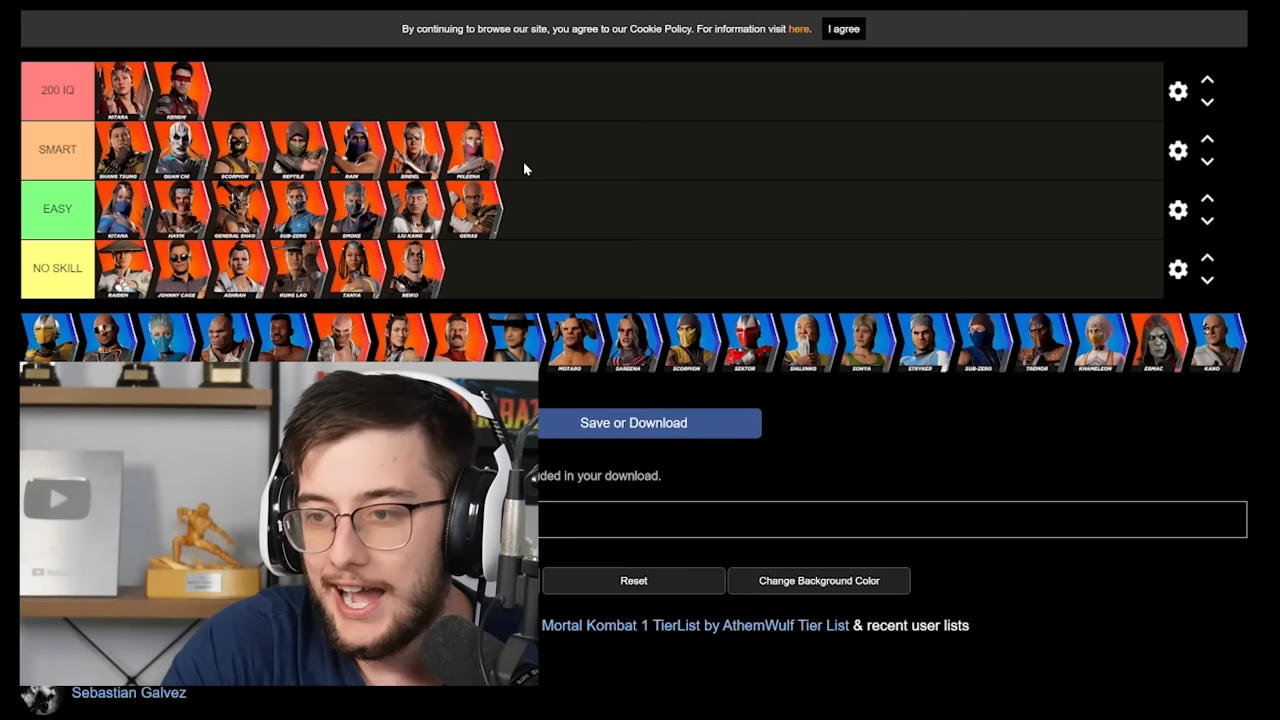 By continuing to browse our site, you agree to our Cookie Policy. For information visit here. I agree
200 IQ
NITARA KENSHI
SMART
SHANG TSUNG QUAN CHI SCORPION REPTILE RAIN SINDEL MILEENA
EASY
KITANA HAVIK GENERAL SHAO SUB-ZERO SMOKE LIU KANG GERAS
NO SKILL
RAIDEN JOHNNY CAGE ASHRAH KUNG LAO TANYA REIKO
MOTARO SAREENA SCORPION SEKTOR SHUJINKO SONYA STRYKER SUB-ZERO TREMOR KHAMELEON ERMAC KANO
Save or Download
ded in your download.
Reset Change Background Color
Mortal Kombat 1 TierList by AthemWulf Tier List & recent user lists
Sebastian Galvez